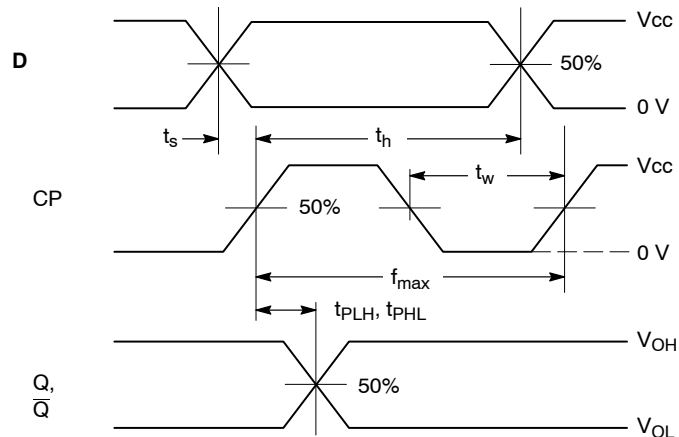 Vcc
D
50%
0 V
ts
th
Vcc
tw
CP
50%
0 V
fmax
tPLH, tPHL
VOH
Q,
Q̅
50%
VOL